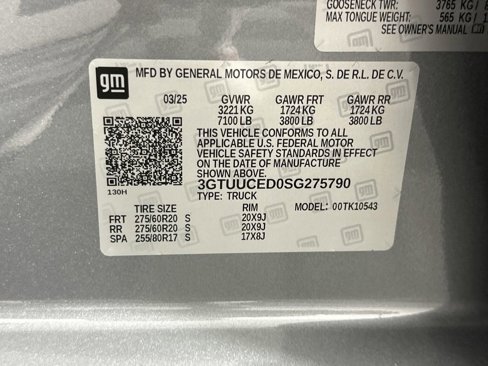 GOOSENECK TWR: 3765 KG /
MAX TONGUE WEIGHT: 565 KG /
SEE OWNER'S MANUAL
gm
MFD BY GENERAL MOTORS DE MEXICO, S. DE R.L. DE C.V.
03/25 GVWR GAWR FRT GAWR RR
3221 KG 1724 KG 1724 KG
7100 LB 3800 LB 3800 LB
THIS VEHICLE CONFORMS TO ALL
APPLICABLE U.S. FEDERAL MOTOR
VEHICLE SAFETY STANDARDS IN
EFFECT ON THE DATE OF MANUFACTURE
SHOWN ABOVE.
3GTUUCED0SG275790
130H TYPE: TRUCK
TIRE SIZE RIM MODEL: 00TK10543
FRT 275/60R20 S 20X9J
RR 275/60R20 S 20X9J
SPA 255/80R17 S 17X8J